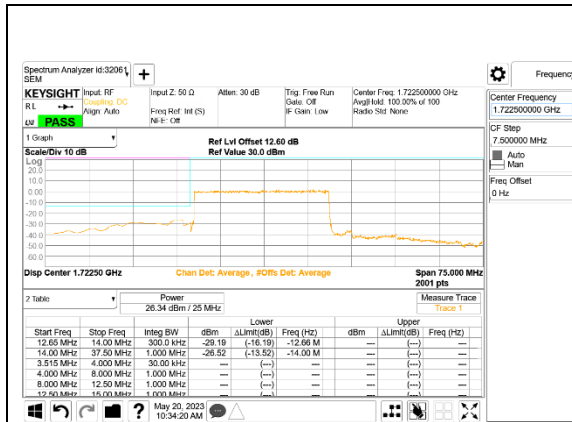 Spectrum Analyzer id:32061
SEM
Frequency
KEYSIGHT Input: RF Input Z: 50 Ω Atten: 30 dB Trig: Free Run Center Freq: 1.722500000 GHz
RL Coupling: DC Gate: Off Avg|Hold: 100.00% of 100
Align: Auto Freq Ref: Int (S) IF Gain: Low Radio Std: None
PASS NFE: Off
Center Frequency
1.722500000 GHz
CF Step
7.500000 MHz
Auto
Man
Freq Offset
0 Hz
1 Graph
Ref Lvl Offset 12.60 dB
Scale/Div 10 dB Ref Value 30.0 dBm
Log
20.0
10.0
0.00
-10.0
-20.0
-30.0
-40.0
-50.0
-60.0
Disp Center 1.72250 GHz Chan Det: Average , #Offs Det: Average Span 75.000 MHz
2001 pts
2 Table Power Measure Trace
26.34 dBm / 25 MHz Trace 1
Lower Upper
Start Freq Stop Freq Integ BW dBm ΔLimit(dB) Freq (Hz) dBm ΔLimit(dB) Freq (Hz)
12.65 MHz 14.00 MHz 300.0 kHz -29.19 (-16.19) -12.66 M --- (---) ---
14.00 MHz 37.50 MHz 1.000 MHz -26.52 (-13.52) -14.00 M --- (---) ---
3.515 MHz 4.000 MHz 30.00 kHz --- (---) --- --- (---) ---
4.000 MHz 8.000 MHz 1.000 MHz --- (---) --- --- (---) ---
8.000 MHz 12.50 MHz 1.000 MHz --- (---) --- --- (---) ---
12.50 MHz 15.00 MHz 1.000 MHz --- (---) --- --- (---) ---
May 20, 2023
10:34:20 AM